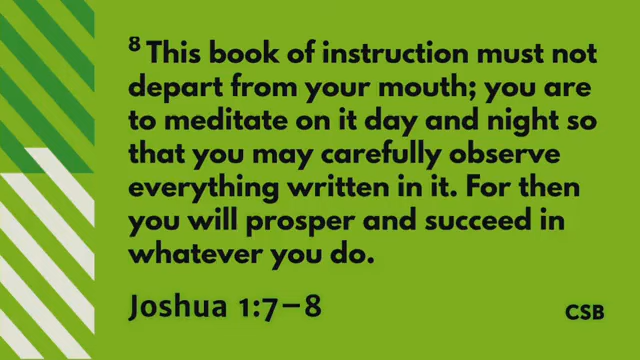 8 This book of instruction must not
depart from your mouth; you are
to meditate on it day and night so
that you may carefully observe
everything written in it. For then
you will prosper and succeed in
whatever you do.
Joshua 1:7–8
CSB